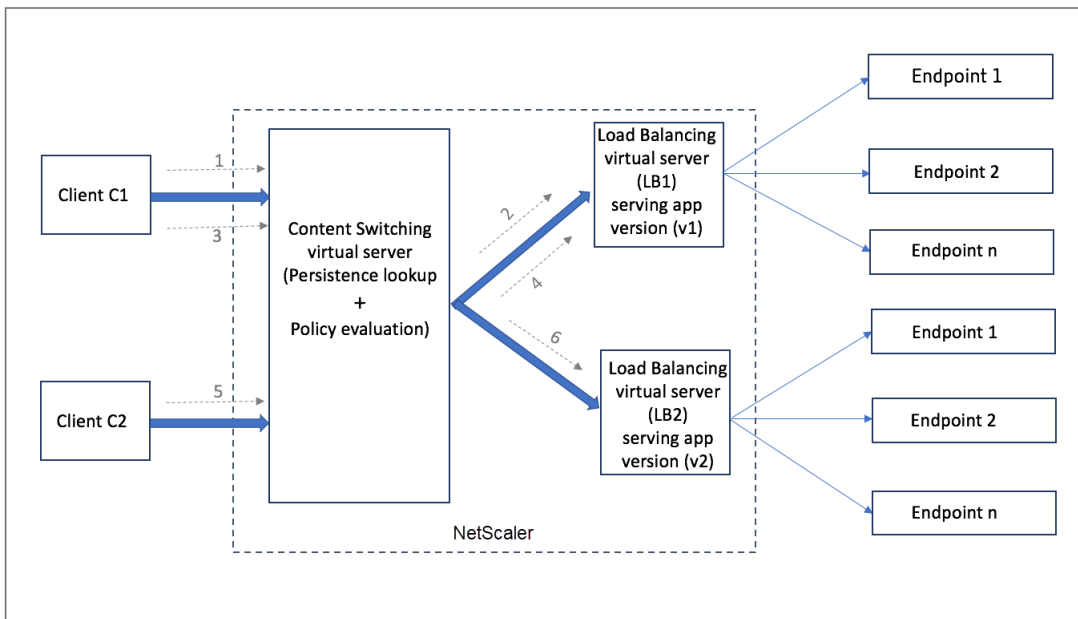 Client C1
1
3
Client C2
5
Content Switching
virtual server
(Persistence lookup
+
Policy evaluation)
2
4
6
Load Balancing
virtual server
(LB1)
serving app
version (v1)
Load Balancing
virtual server
(LB2)
serving app
version (v2)
NetScaler
Endpoint 1
Endpoint 2
Endpoint n
Endpoint 1
Endpoint 2
Endpoint n